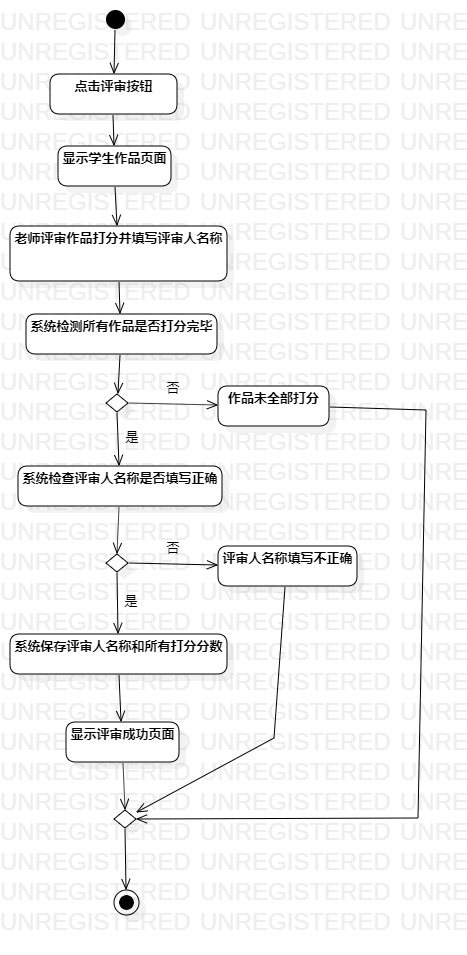 点击评审按钮
显示学生作品页面
老师评审作品打分并填写评审人名称
系统检测所有作品是否打分完毕
否
作品未全部打分
是
系统检查评审人名称是否填写正确
否
评审人名称填写不正确
是
系统保存评审人名称和所有打分分数
显示评审成功页面
UNREGISTERED